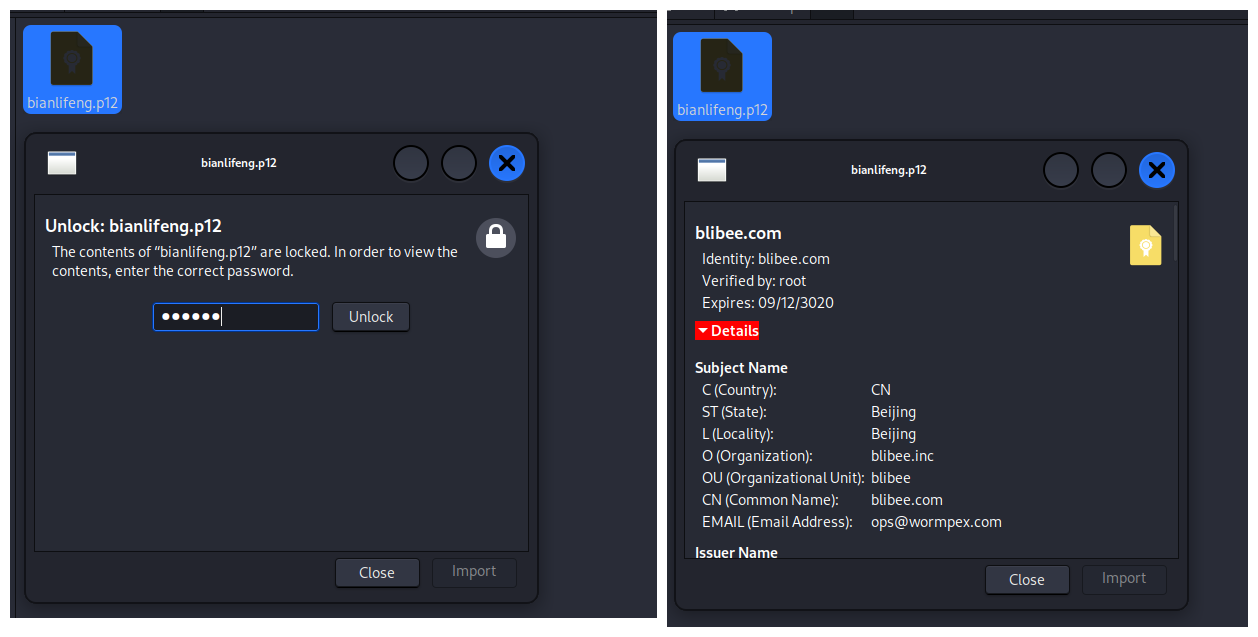 bianlifeng.p12
bianlifeng.p12
Unlock: bianlifeng.p12
The contents of “bianlifeng.p12” are locked. In order to view the
contents, enter the correct password.
Unlock
Close
Import
bianlifeng.p12
bianlifeng.p12
blibee.com
Identity: blibee.com
Verified by: root
Expires: 09/12/3020
Details
Subject Name
C (Country): CN
ST (State): Beijing
L (Locality): Beijing
O (Organization): blibee.inc
OU (Organizational Unit): blibee
CN (Common Name): blibee.com
EMAIL (Email Address): ops@wormpex.com
Issuer Name
Close
Import